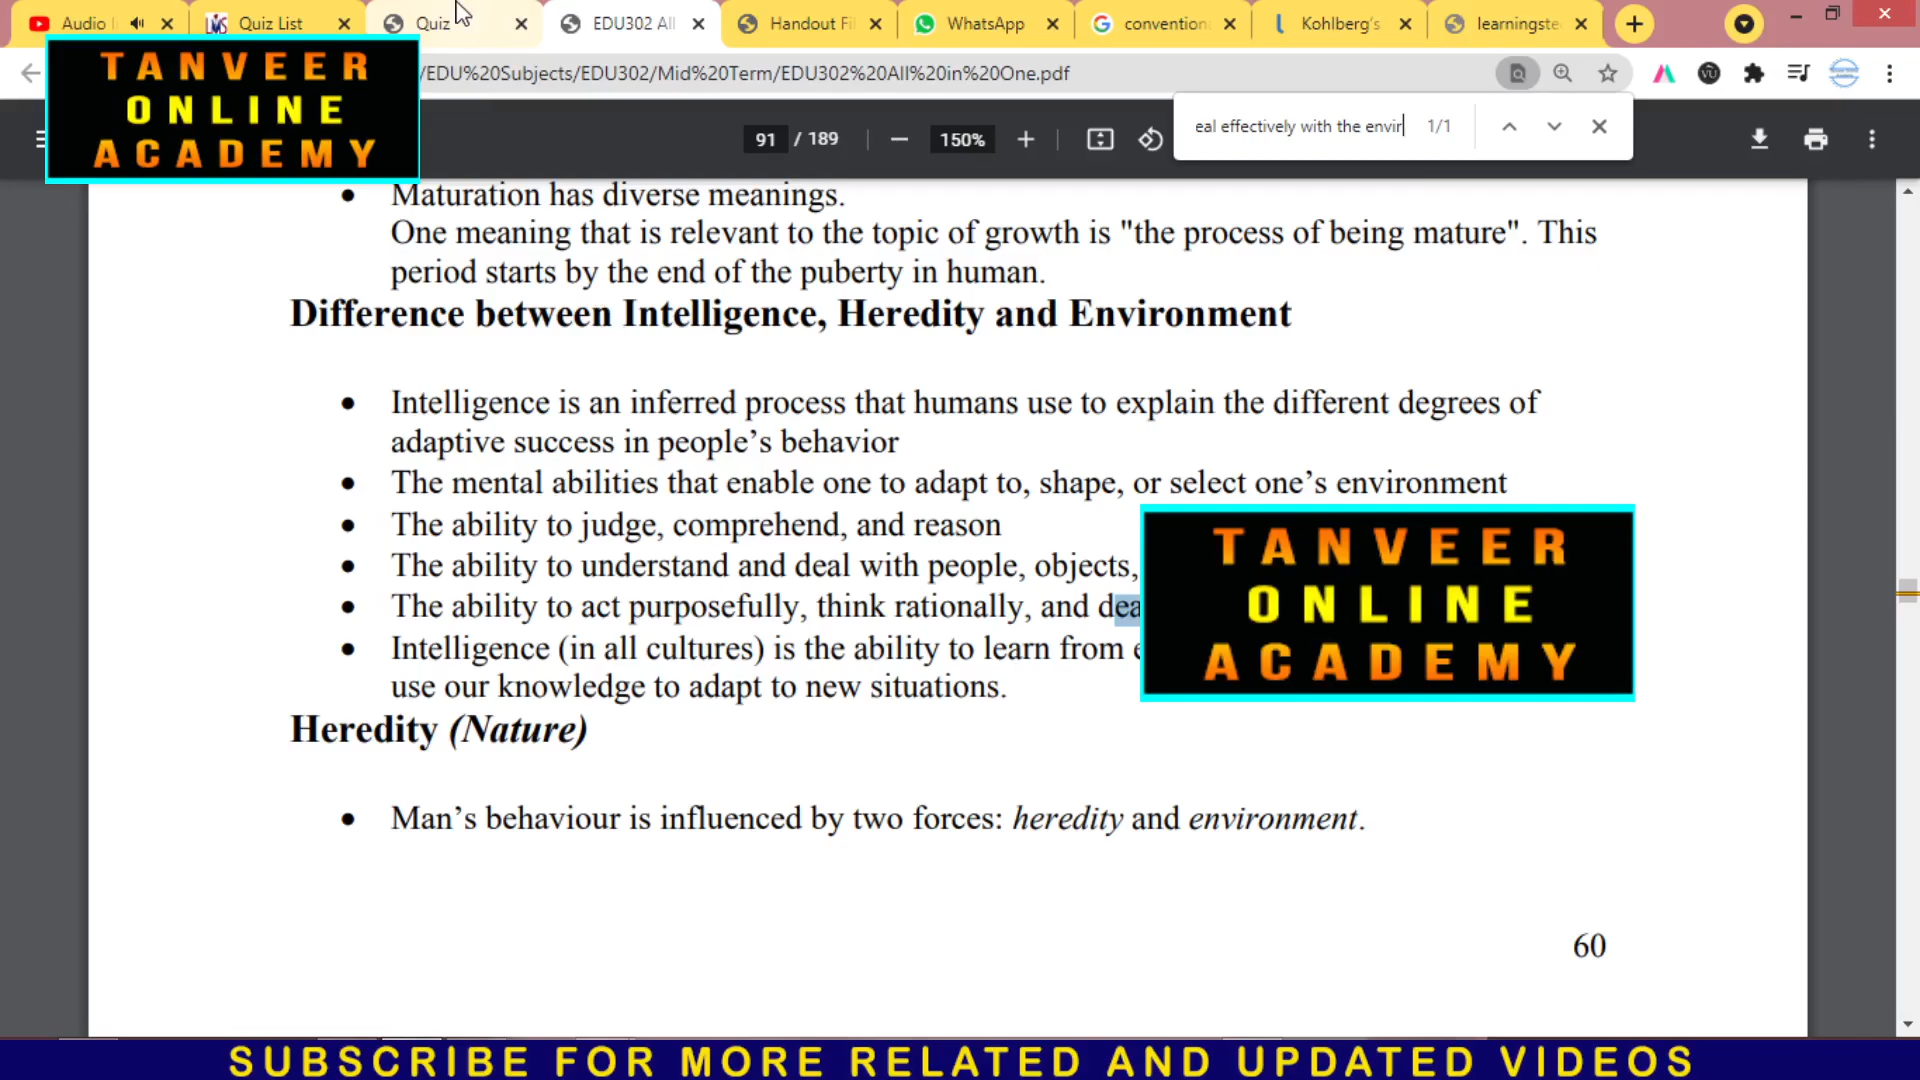 Audio
Quiz List
Quiz
EDU302 All
Handout Fi
WhatsApp
convention
Kohlberg's
learningste
/EDU%20Subjects/EDU302/Mid%20Term/EDU302%20All%20in%20One.pdf
TANVEER
ONLINE
ACADEMY
91 / 189
150%
eal effectively with the envir
1/1
• Maturation has diverse meanings.
One meaning that is relevant to the topic of growth is "the process of being mature". This
period starts by the end of the puberty in human.
Difference between Intelligence, Heredity and Environment
• Intelligence is an inferred process that humans use to explain the different degrees of
adaptive success in people's behavior
• The mental abilities that enable one to adapt to, shape, or select one's environment
• The ability to judge, comprehend, and reason
• The ability to understand and deal with people, objects,
• The ability to act purposefully, think rationally, and dea
• Intelligence (in all cultures) is the ability to learn from
use our knowledge to adapt to new situations.
TANVEER
ONLINE
ACADEMY
Heredity (Nature)
• Man's behaviour is influenced by two forces: heredity and environment.
60
SUBSCRIBE FOR MORE RELATED AND UPDATED VIDEOS